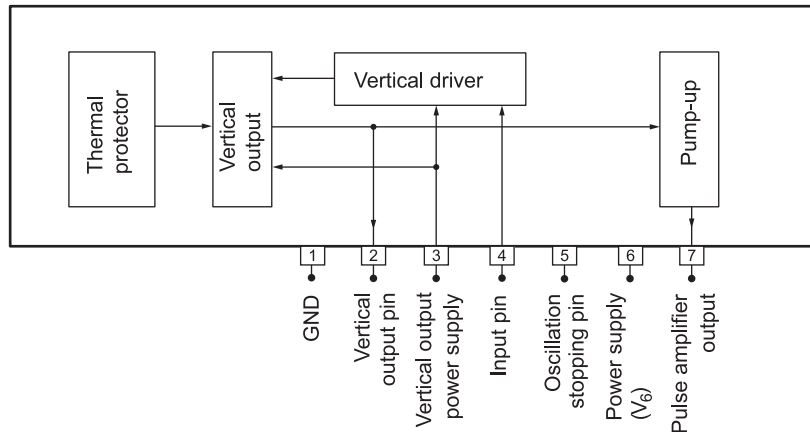 Thermal
protector
Vertical
output
Vertical driver
Pump-up
1
2
3
4
5
6
7
GND
Vertical
output pin
Vertical output
power supply
Input pin
Oscillation
stopping pin
Power supply
(V6)
Pulse amplifier
output